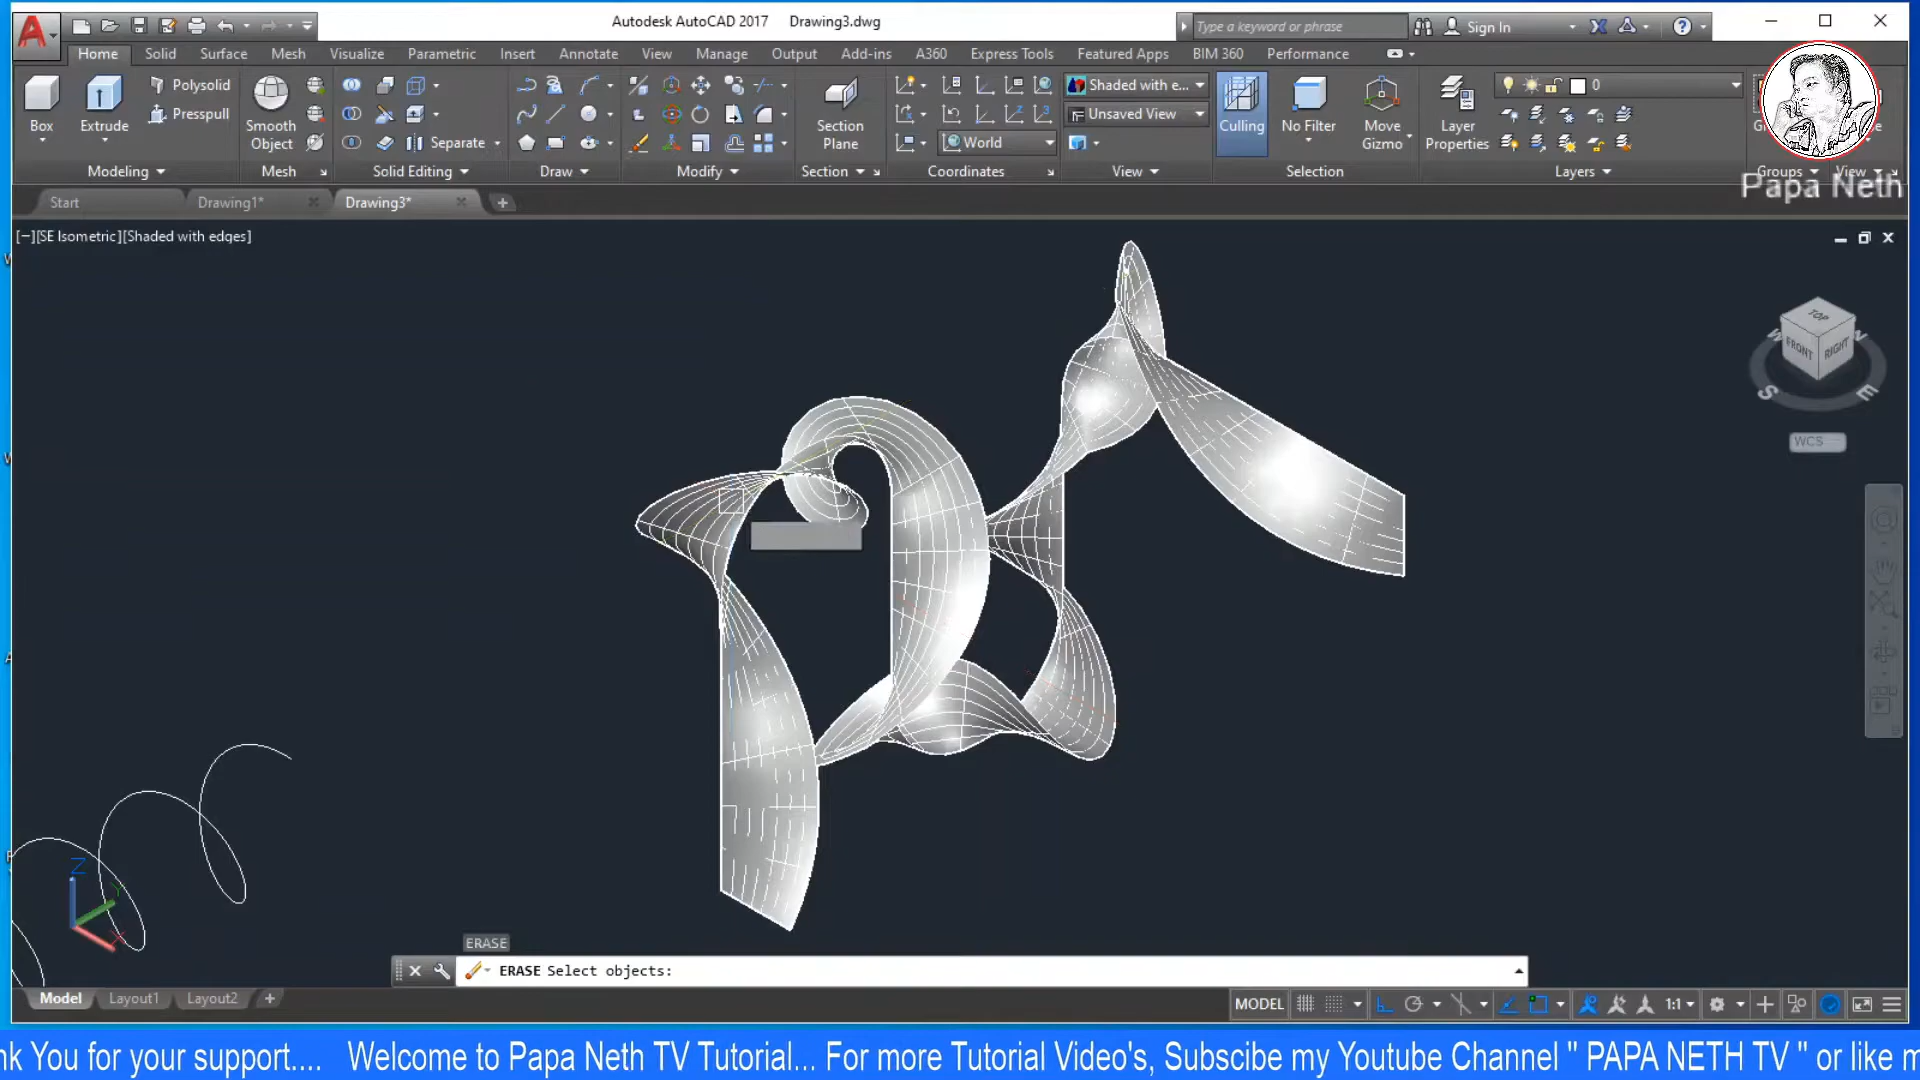 Autodesk AutoCAD 2017 Drawing3.dwg
Type a keyword or phrase
Sign In
Home Solid Surface Mesh Visualize Parametric Insert Annotate View Manage Output Add-ins A360 Express Tools Featured Apps BIM 360 Performance
Box
Extrude
Polysolid
Presspull
Smooth
Object
Separate
Section
Plane
World
Shaded with e...
Unsaved View
Culling
No Filter
Move
Gizmo
Layer
Properties
0
Modeling Mesh Solid Editing Draw Modify Section Coordinates View Selection Layers Groups View
Papa Neth
Start Drawing1* Drawing3*
[−][SE Isometric][Shaded with edges]
TOP
FRONT RIGHT
W N
S E
WCS
Z
Y
X
ERASE
ERASE Select objects:
Model Layout1 Layout2
MODEL 1:1
nk You for your support.... Welcome to Papa Neth TV Tutorial... For more Tutorial Video's, Subscibe my Youtube Channel " PAPA NETH TV " or like m